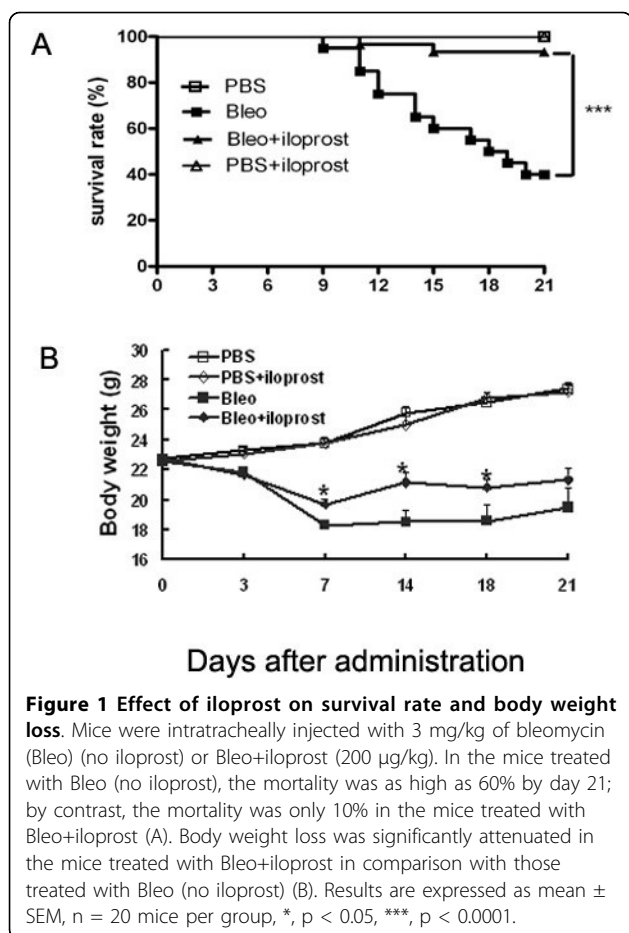 A
100
80
60
40
20
0
survival rate (%)
PBS
Bleo
Bleo+iloprost
PBS+iloprost
***
0 3 6 9 12 15 18 21
B
30
28
26
24
22
20
18
16
Body weight (g)
PBS
PBS+iloprost
Bleo
Bleo+iloprost
* * *
0 3 7 14 18 21
Days after administration
Figure 1 Effect of iloprost on survival rate and body weight
loss. Mice were intratracheally injected with 3 mg/kg of bleomycin
(Bleo) (no iloprost) or Bleo+iloprost (200 μg/kg). In the mice treated
with Bleo (no iloprost), the mortality was as high as 60% by day 21;
by contrast, the mortality was only 10% in the mice treated with
Bleo+iloprost (A). Body weight loss was significantly attenuated in
the mice treated with Bleo+iloprost in comparison with those
treated with Bleo (no iloprost) (B). Results are expressed as mean ±
SEM, n = 20 mice per group, *, p < 0.05, ***, p < 0.0001.